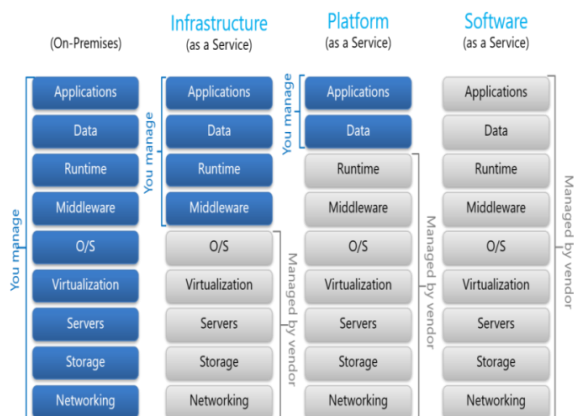 (On-Premises)
You manage
Applications
Data
Runtime
Middleware
O/S
Virtualization
Servers
Storage
Networking
Infrastructure
(as a Service)
You manage
Applications
Data
Runtime
Middleware
O/S
Virtualization
Servers
Storage
Networking
Managed by vendor
Platform
(as a Service)
You manage
Applications
Data
Runtime
Middleware
O/S
Virtualization
Servers
Storage
Networking
Managed by vendor
Software
(as a Service)
Applications
Data
Runtime
Middleware
O/S
Virtualization
Servers
Storage
Networking
Managed by vendor